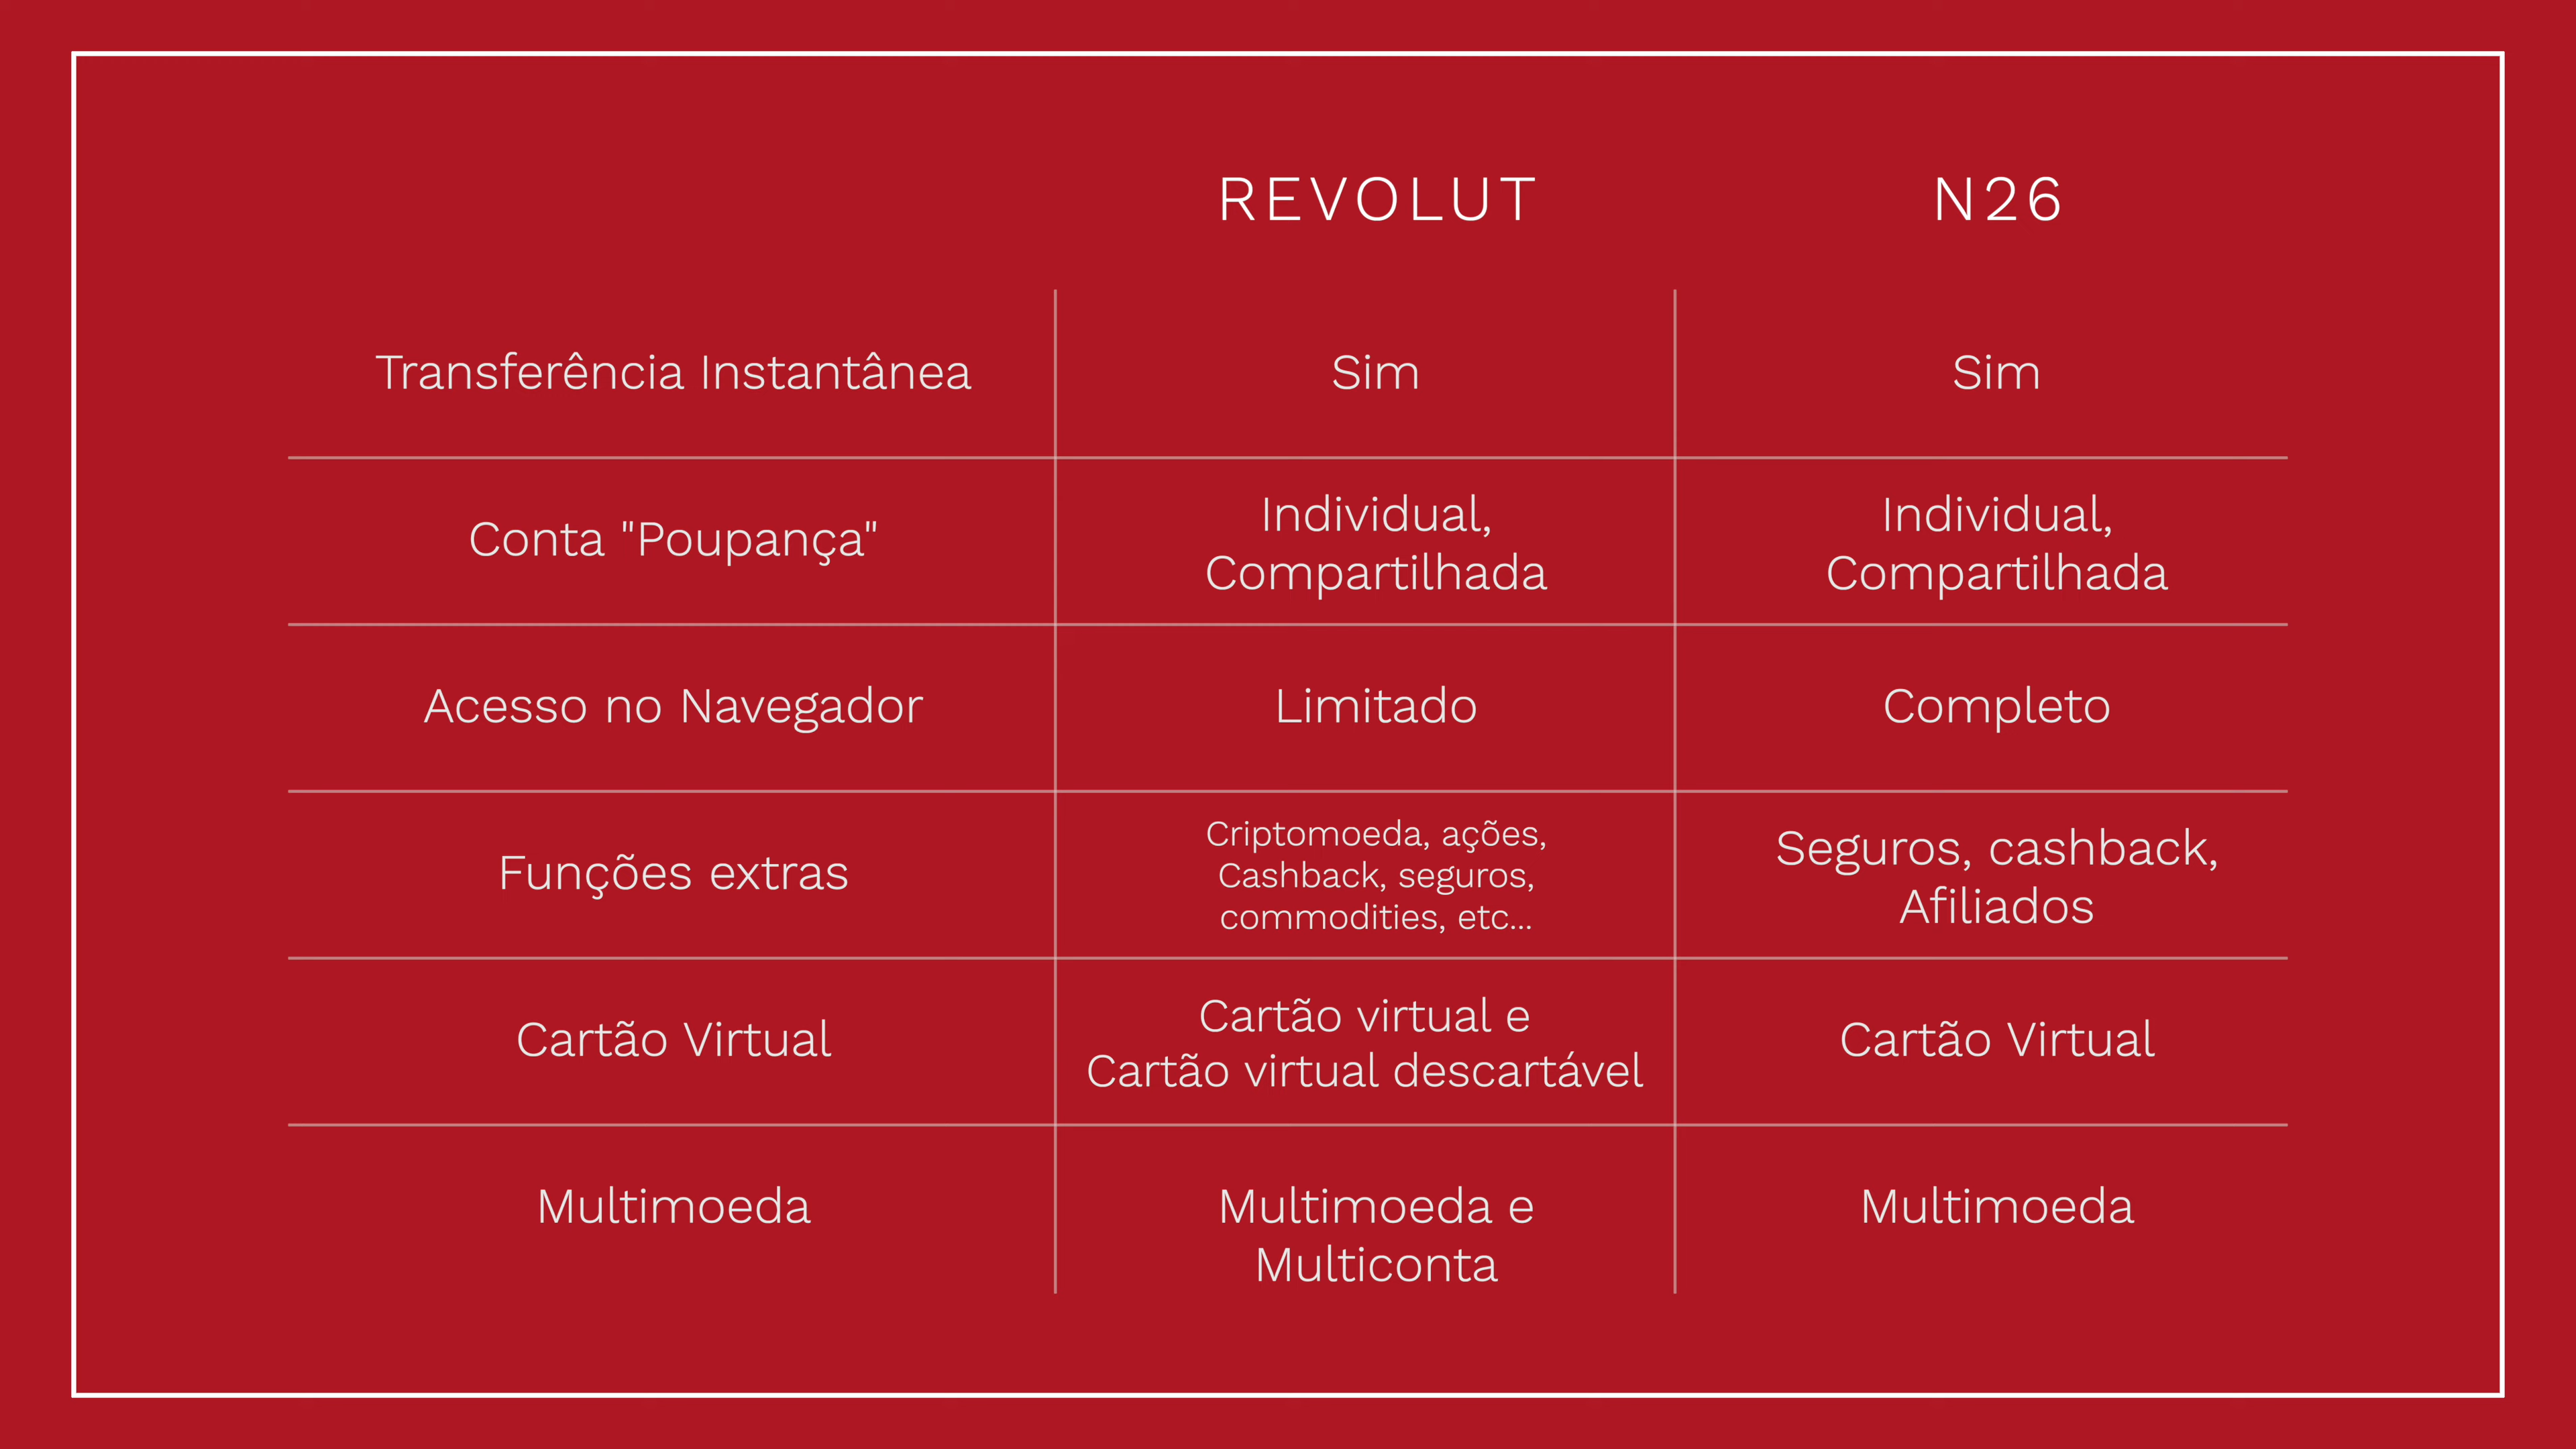 REVOLUT N26
Transferência Instantânea Sim Sim
Conta "Poupança" Individual, Individual,
Compartilhada Compartilhada
Acesso no Navegador Limitado Completo
Funções extras Criptomoeda, ações, Seguros, cashback,
Cashback, seguros, Afiliados
commodities, etc...
Cartão Virtual Cartão virtual e Cartão Virtual
Cartão virtual descartável
Multimoeda Multimoeda e Multimoeda
Multiconta